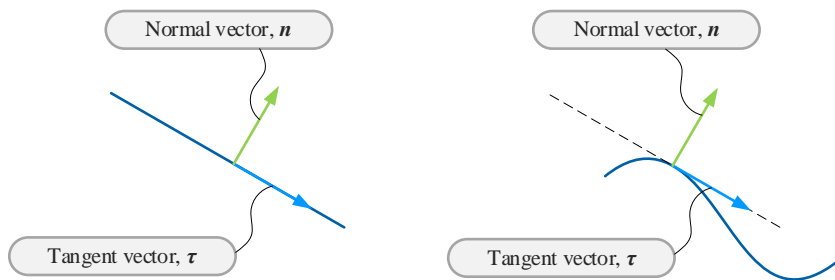 Normal vector, n
Normal vector, n
Tangent vector, τ
Tangent vector, τ